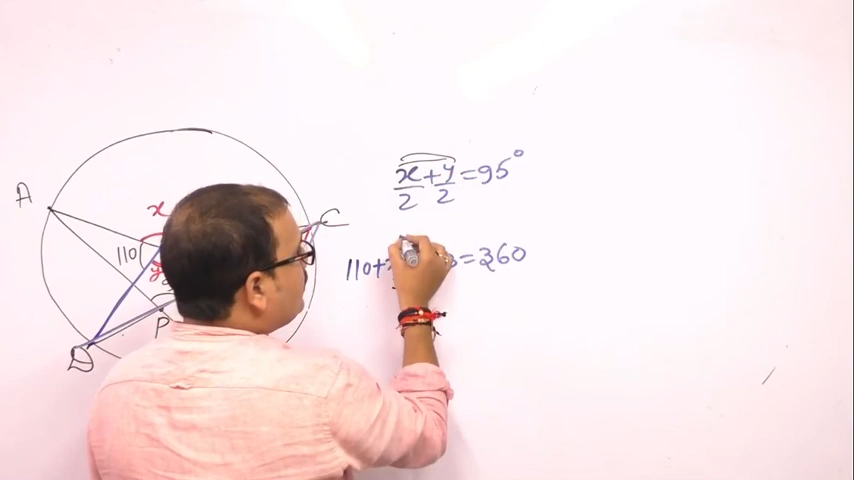 A
x
C
110
y
P
D
x/2 + y/2 = 95°
110+ =360